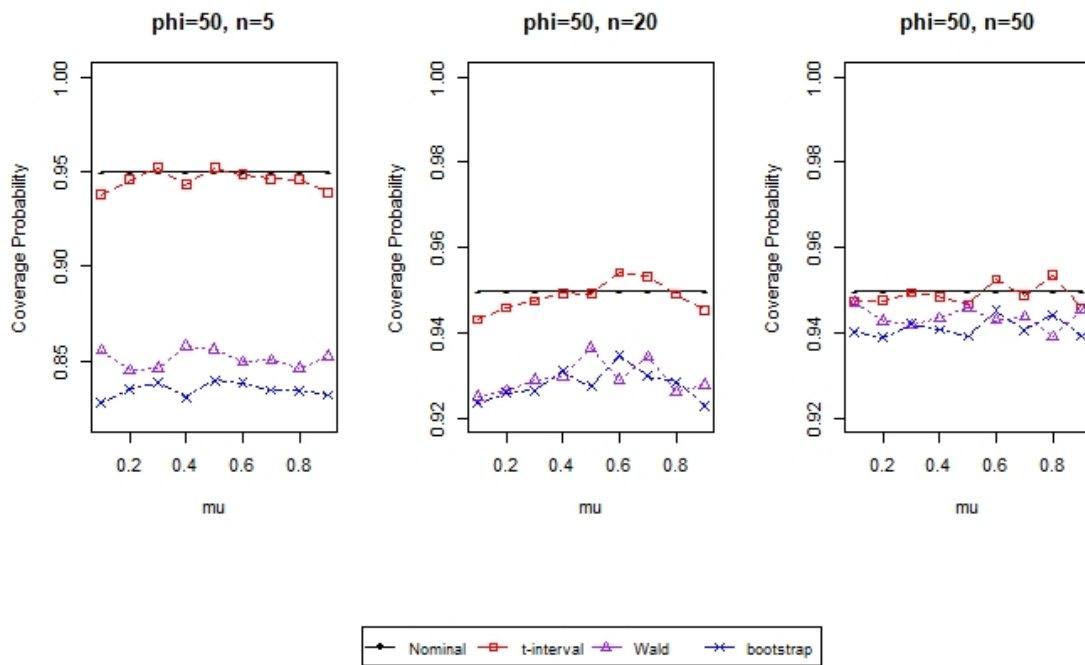 phi=50, n=5
Coverage Probability
1.00
0.95
0.90
0.85
0.2
0.4
0.6
0.8
mu
phi=50, n=20
Coverage Probability
1.00
0.98
0.96
0.94
0.92
0.2
0.4
0.6
0.8
mu
phi=50, n=50
Coverage Probability
1.00
0.98
0.96
0.94
0.92
0.2
0.4
0.6
0.8
mu
Nominal t-interval Wald bootstrap